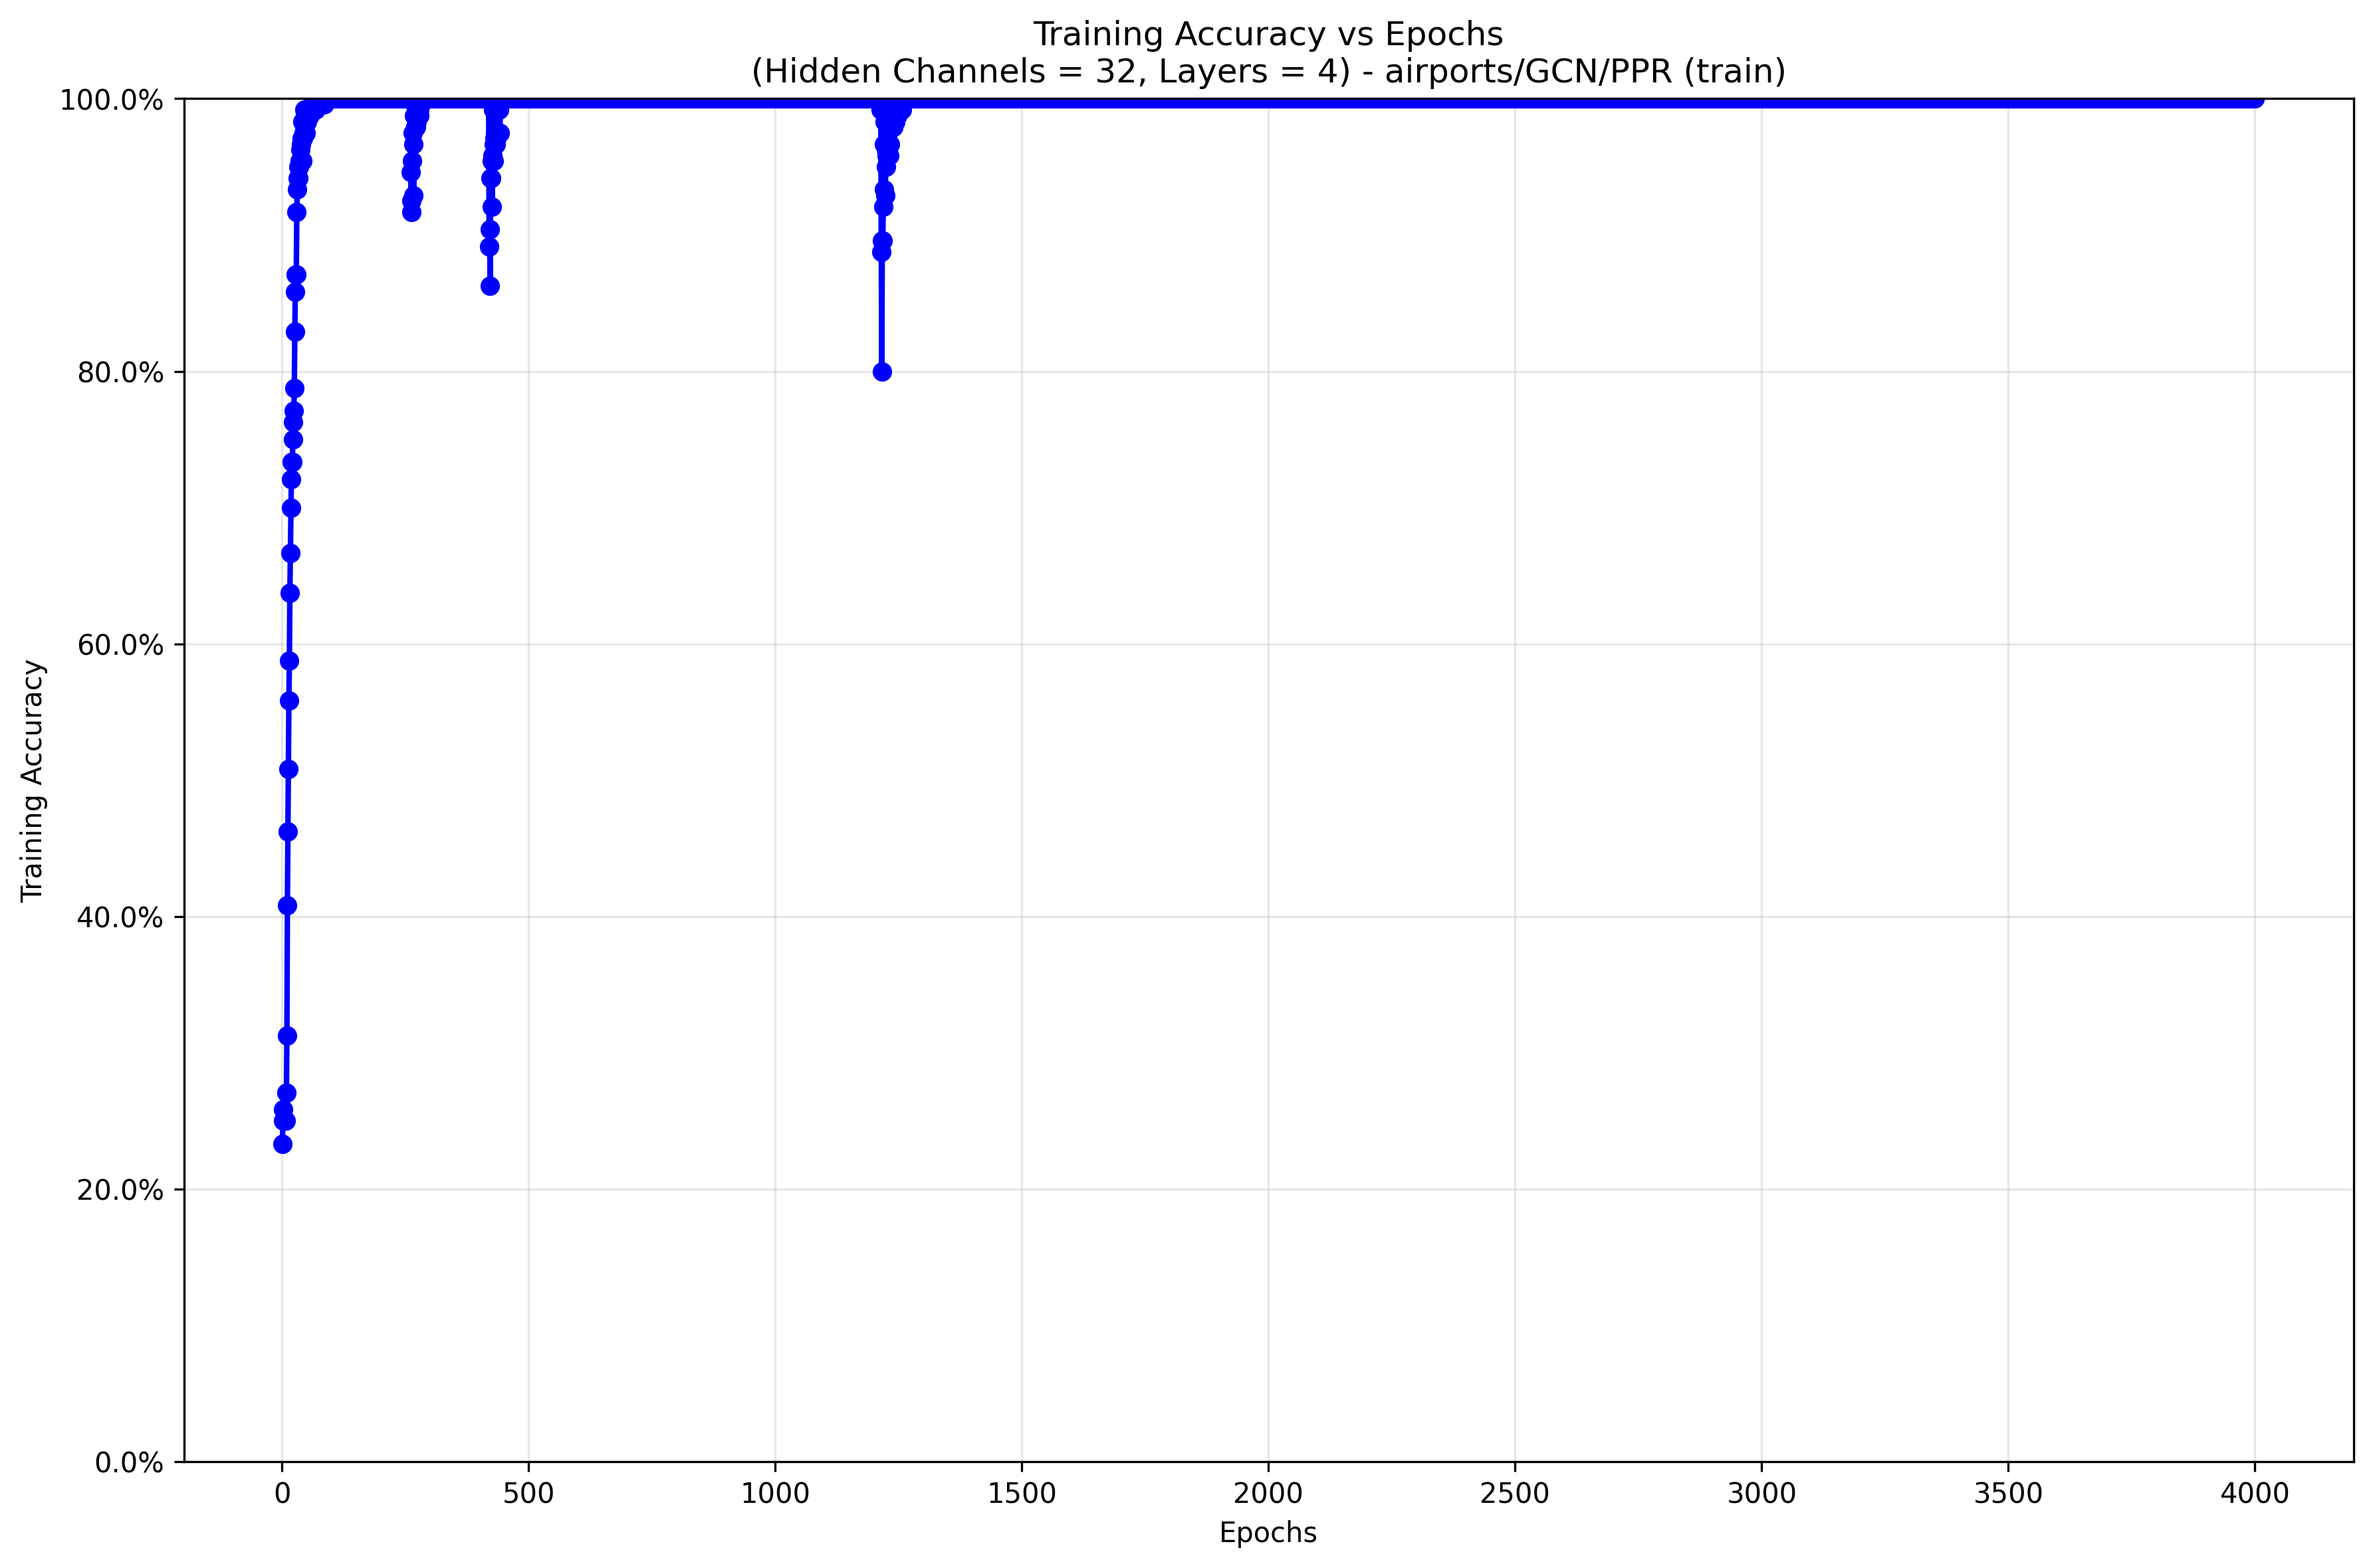 Training Accuracy vs Epochs
(Hidden Channels = 32, Layers = 4) - airports/GCN/PPR (train)
100.0%
80.0%
60.0%
40.0%
20.0%
0.0%
Training Accuracy
0 500 1000 1500 2000 2500 3000 3500 4000
Epochs